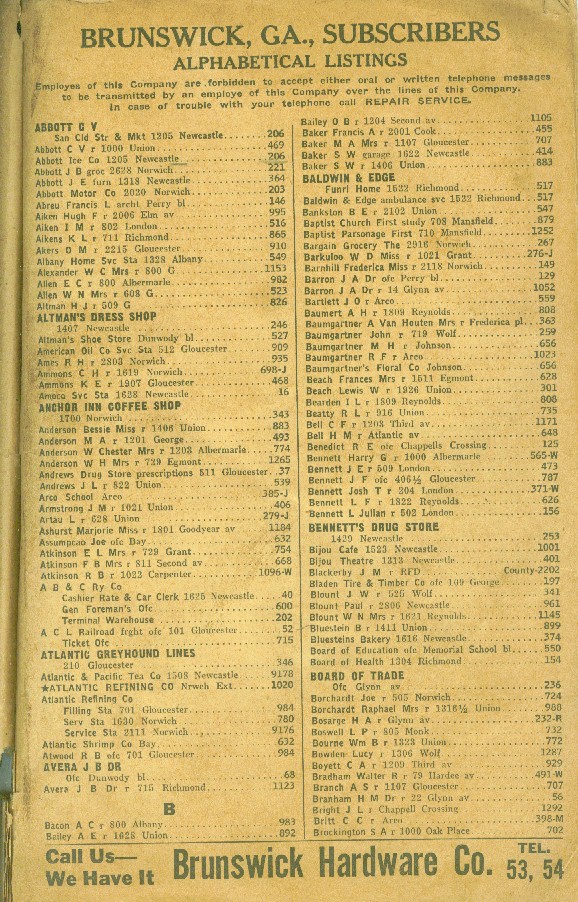 BRUNSWICK, GA., SUBSCRIBERS
ALPHABETICAL LISTINGS
Employes of this Company are forbidden to accept either oral or written telephone messages
to be transmitted by an employe of this Company over the lines of this Company.
In case of trouble with your telephone call REPAIR SERVICE.
ABBOTT C V
San Cld Str & Mkt 1205 Newcastle 206
Abbott C V r 1000 Union 469
Abbott Ice Co 1205 Newcastle 206
Abbott J B groc 2628 Norwich 221
Abbott J E furn 1318 Newcastle 364
Abbott Motor Co 2030 Norwich 203
Abreu Francis L archt Perry bl 146
Aiken Hugh F r 2006 Elm av 995
Aiken I M r 802 London 516
Aikens K L r 711 Richmond 865
Akers O M r 2215 Gloucester 910
Albany Home Svc Sta 1328 Albany 549
Alexander W C Mrs r 800 G 1153
Allen E C r 800 Albermarle 982
Allen W N Mrs r 608 G 523
Altman H J r 509 G 826
ALTMAN'S DRESS SHOP
1407 Newcastle 246
Altman's Shoe Store Dunwody bl 527
American Oil Co Svc Sta 512 Gloucester 909
Ames R H r 2803 Norwich 935
Ammons C H r 1619 Norwich 698-J
Ammons K E r 1907 Gloucester 468
Amoco Svc Sta 1628 Newcastle 16
ANCHOR INN COFFEE SHOP
1700 Norwich 343
Anderson Bessie Mis r 1406 Union 883
Anderson M A r 1201 George 493
Anderson W Chester Mrs r 1203 Albermarle 774
Anderson W H Mrs r 729 Egmont 1265
Andrews Drug Store prescriptions 511 Gloucester 37
Andrews J L r 822 Union 539
Arco School Arco 385-J
Armstrong J M r 1021 Union 406
Artau L r 628 Union 279-J
Ashurst Marjorie Miss r 1801 Goodyear av 1184
Assumpcao Joe ofc Bay 632
Atkinson E L Mrs r 729 Grant 754
Atkinson F B Mrs r 811 Second av 668
Atkinson R B r 1022 Carpenter 1096-W
A B & C Ry Co
Cashier Rate & Car Clerk 1625 Newcastle 40
Gen Foreman's Ofc 600
Terminal Warehouse 202
A C L Railroad frght ofc 101 Gloucester 52
Ticket Ofc 715
ATLANTIC GREYHOUND LINES
210 Gloucester 346
Atlantic & Pacific Tea Co 1508 Newcastle 9178
★ATLANTIC REFINING CO Nrwch Ext 1020
Atlantic Refining Co
Filling Sta 701 Gloucester 984
Serv Sta 1630 Norwich 780
Service Sta 2111 Norwich 9176
Atlantic Shrimp Co Bay 632
Atwood R B ofc 701 Gloucester 984
AVERA J B DR
Ofc Dunwody bl 68
Avera J B Dr r 715 Richmond 1123
B
Bacon A C r 800 Albany 983
Bailey A E r 1628 Union 892
Bailey O B r 1204 Second av 1105
Baker Francis A r 2001 Cook 455
Baker M A Mrs r 1107 Gloucester 707
Baker S W garage 1622 Newcastle 414
Baker S W r 1406 Union 883
BALDWIN & EDGE
Funrl Home 1532 Richmond 517
Baldwin & Edge ambulance svc 1532 Richmond 517
Bankston B E r 2102 Union 547
Baptist Church First study 708 Mansfield 879
Baptist Parsonage First 710 Mansfield 1252
Bargain Grocery The 2916 Norwich 267
Barkuloo W D Miss r 1021 Grant 276-J
Barnhill Frederica Miss r 2118 Norwich 149
Barron J A Dr ofc Perry bl 129
Barron J A Dr r 14 Glynn av 1052
Bartlett J O r Arco 559
Baumert A H r 1809 Reynolds 808
Baumgartner A Van Houten Mrs r Frederica pl 363
Baumgartner John r 719 Wolf 259
Baumgartner M H r Johnson 656
Baumgartner R F r Arco 1023
Baumgartner's Floral Co Johnson 656
Beach Frances Mrs r 1511 Egmont 628
Beach Lewis W r 1926 Union 301
Bearden I L r 1809 Reynolds 808
Beatty R L r 916 Union 735
Bell C F r 1203 Third av 1171
Bell H M r Atlantic av 648
Benedict R E ofc Chappells Crossing 125
Bennett Harry G r 1000 Albermarle 565-W
Bennett J E r 509 London 473
Bennett J F ofc 406½ Gloucester 787
Bennett Josh T r 204 London 371-W
Bennett L F r 1822 Reynolds 626
Bennett L Julian r 502 London 156
BENNETT'S DRUG STORE
1429 Newcastle 253
Bijou Cafe 1523 Newcastle 1001
Bijou Theatre 1313 Newcastle 401
Blackerby J M r RFD County-2202
Bladen Tire & Timber Co ofc 109 George 197
Blount J W r 525 Wolf 341
Blount Paul r 2806 Newcastle 961
Blount W N Mrs r 1621 Reynolds 1145
Bluestein B r 1411 Union 899
Bluesteins Bakery 1616 Newcastle 374
Board of Education ofc Memorial School bl 550
Board of Health 1304 Richmond 154
BOARD OF TRADE
Ofc Glynn av 236
Borchardt Joe r 505 Norwich 724
Borchardt Raphael Mrs r 1316½ Union 980
Bosarge H A r Glynn av 232-R
Boswell L P r 805 Monk 732
Bourne Wm B r 1323 Union 772
Bowden Lucy r 1306 Wolf 1287
Boyett C A r 1209 Third av 929
Bradham Walter R r 79 Hardee av 491-W
Branch A S r 1107 Gloucester 707
Branham H M Dr r 22 Glynn av 56
Bright J L r Chappell Crossing 1292
Britt C C r Arco 398-M
Brockington S A r 1000 Oak Place 702
Call Us—
We Have It
Brunswick Hardware Co.
TEL.
53, 54